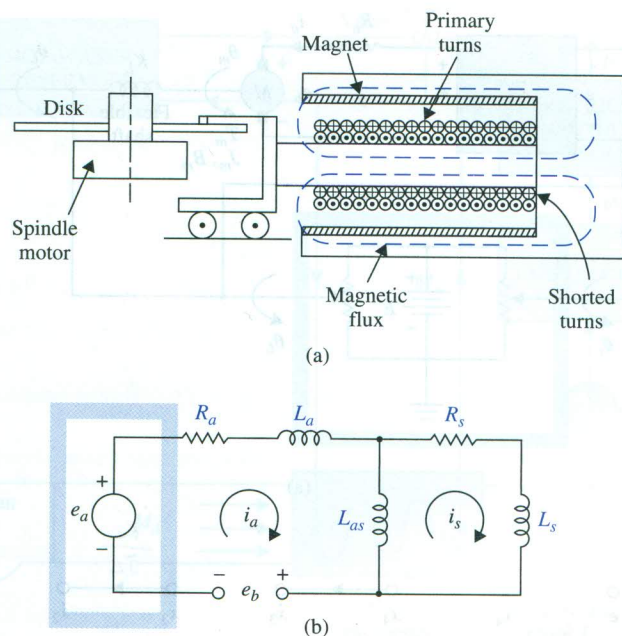 Primary
turns
Magnet
Disk
Spindle
motor
Magnetic
flux
Shorted
turns
(a)
R_a
L_a
R_s
+
e_a
−
i_a
L_as
i_s
L_s
− e_b +
(b)